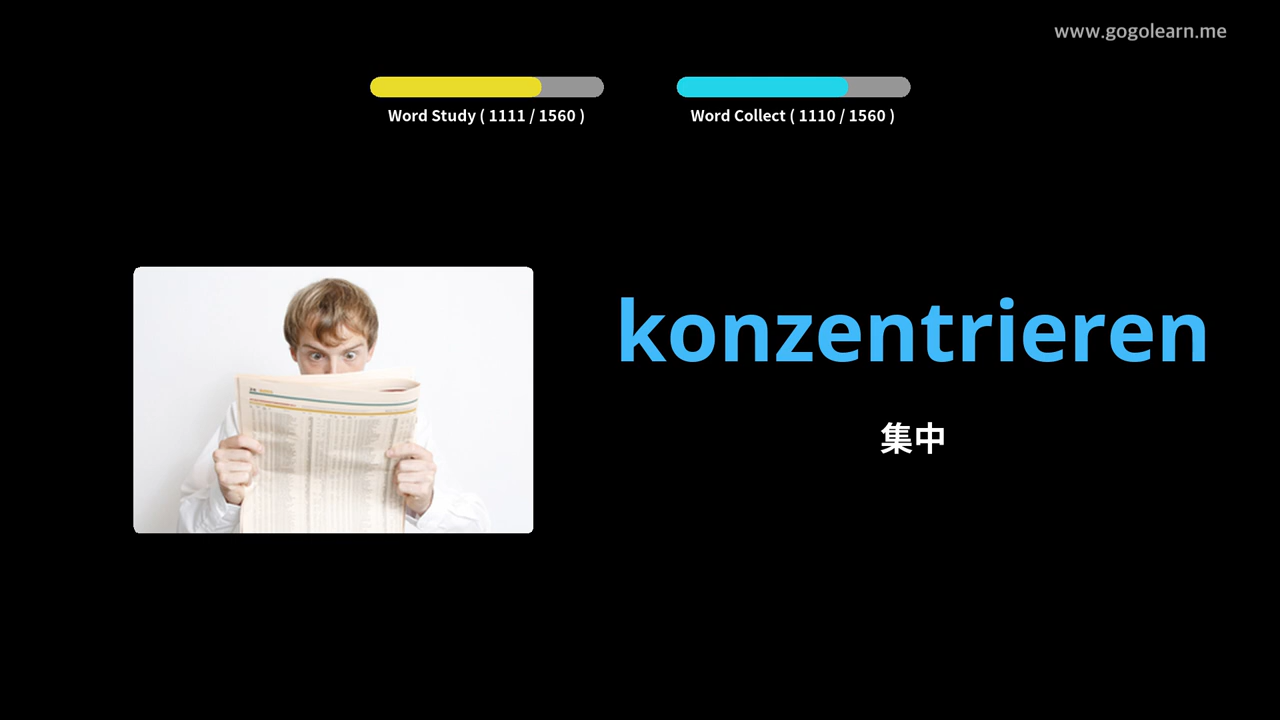 www.gogolearn.me
Word Study ( 1111 / 1560 )
Word Collect ( 1110 / 1560 )
konzentrieren
集中